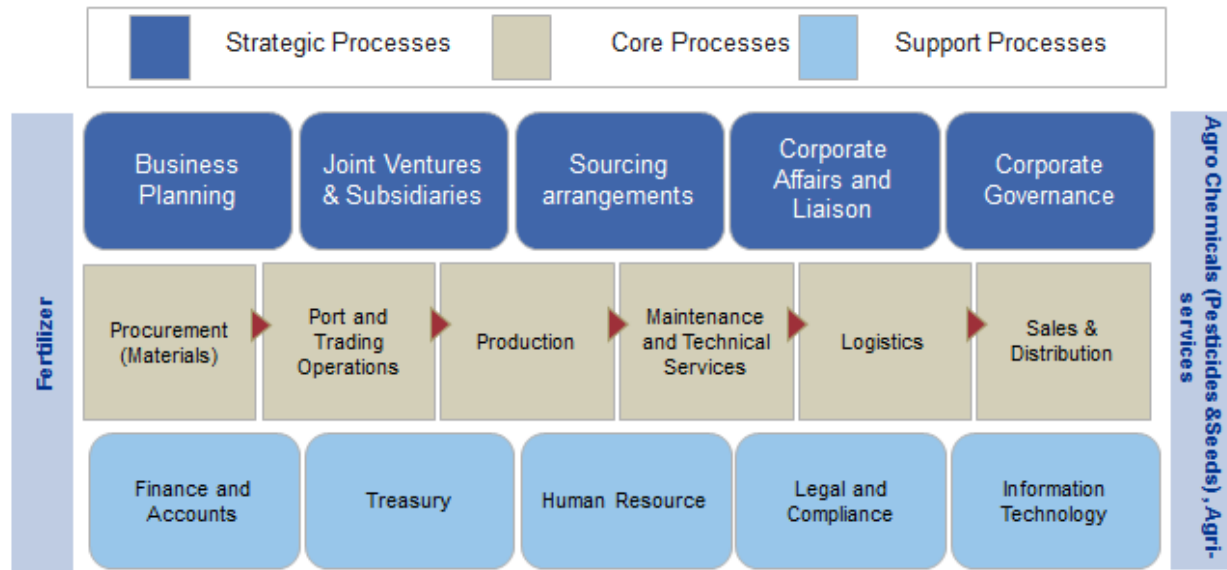 Strategic Processes
Core Processes
Support Processes
Fertilizer
Business
Planning
Joint Ventures
& Subsidiaries
Sourcing
arrangements
Corporate
Affairs and
Liaison
Corporate
Governance
Procurement
(Materials)
Port and
Trading
Operations
Production
Maintenance
and Technical
Services
Logistics
Sales &
Distribution
Finance and
Accounts
Treasury
Human Resource
Legal and
Compliance
Information
Technology
Agro Chemicals (Pesticides &Seeds) , Agri-
services